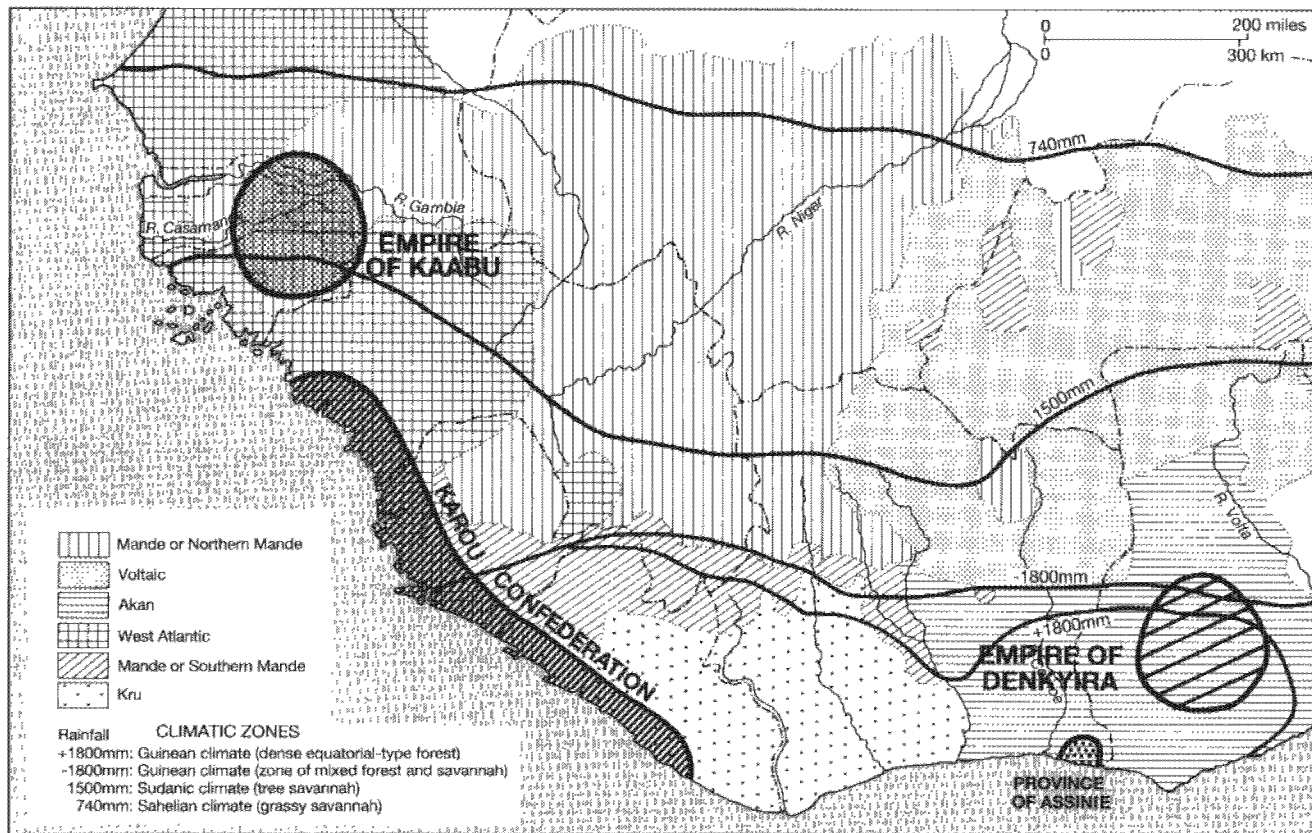 0 200 miles
0 300 km
740mm
R. Gambia
R. Casaman
R. Niger
EMPIRE
OF KAABU
1500mm
R. Volta
KAROU CONFEDERATION
-1800mm
+1800mm
EMPIRE OF
DENKYIRA
PROVINCE
OF ASSINIE
Mande or Northern Mande
Voltaic
Akan
West Atlantic
Mande or Southern Mande
Kru
Rainfall CLIMATIC ZONES
+1800mm: Guinean climate (dense equatorial-type forest)
-1800mm: Guinean climate (zone of mixed forest and savannah)
1500mm: Sudanic climate (tree savannah)
740mm: Sahelian climate (grassy savannah)